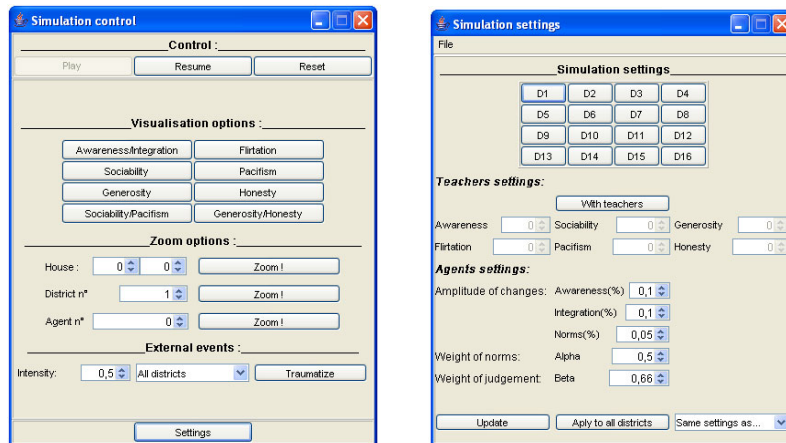 Simulation control
Control :
Play Resume Reset
Visualisation options :
Awareness/Integration Flirtation
Sociability Pacifism
Generosity Honesty
Sociability/Pacifism Generosity/Honesty
Zoom options :
House : 0 0 Zoom !
District n° 1 Zoom !
Agent n° 0 Zoom !
External events :
Intensity: 0,5 All districts Traumatize
Settings
Simulation settings
File
Simulation settings
D1 D2 D3 D4
D5 D6 D7 D8
D9 D10 D11 D12
D13 D14 D15 D16
Teachers settings:
With teachers
Awareness 0 Sociability 0 Generosity 0
Flirtation 0 Pacifism 0 Honesty 0
Agents settings:
Amplitude of changes: Awareness(%) 0,1
Integration(%) 0,1
Norms(%) 0,05
Weight of norms: Alpha 0,5
Weight of judgement: Beta 0,66
Update Aply to all districts Same settings as...